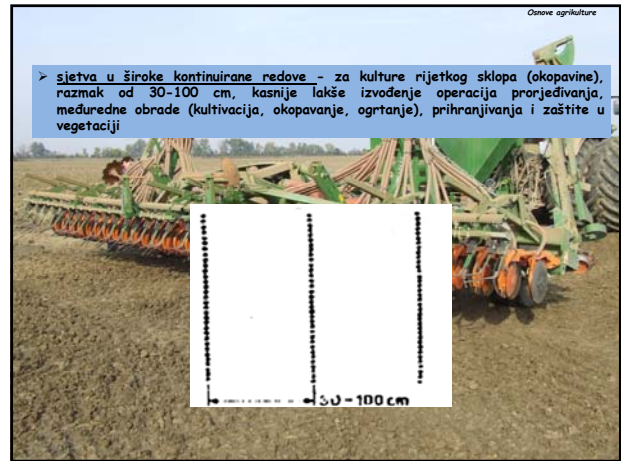 Osnove agrikulture
➢ sjetva u široke kontinuirane redove - za kulture rijetkog sklopa (okopavine),
razmak od 30-100 cm, kasnije lakše izvođenje operacija prorjeđivanja,
međuredne obrade (kultivacija, okopavanje, ogrtanje), prihranjivanja i zaštite u
vegetaciji
30-100 cm